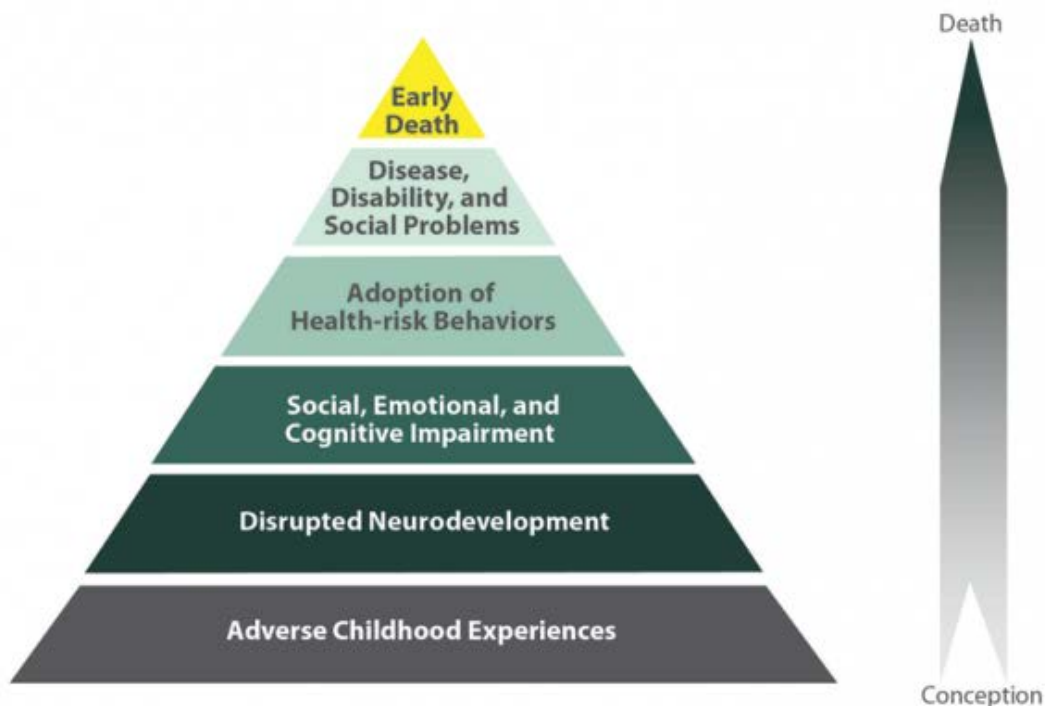 Death
Early
Death
Disease,
Disability, and
Social Problems
Adoption of
Health-risk Behaviors
Social, Emotional, and
Cognitive Impairment
Disrupted Neurodevelopment
Adverse Childhood Experiences
Conception